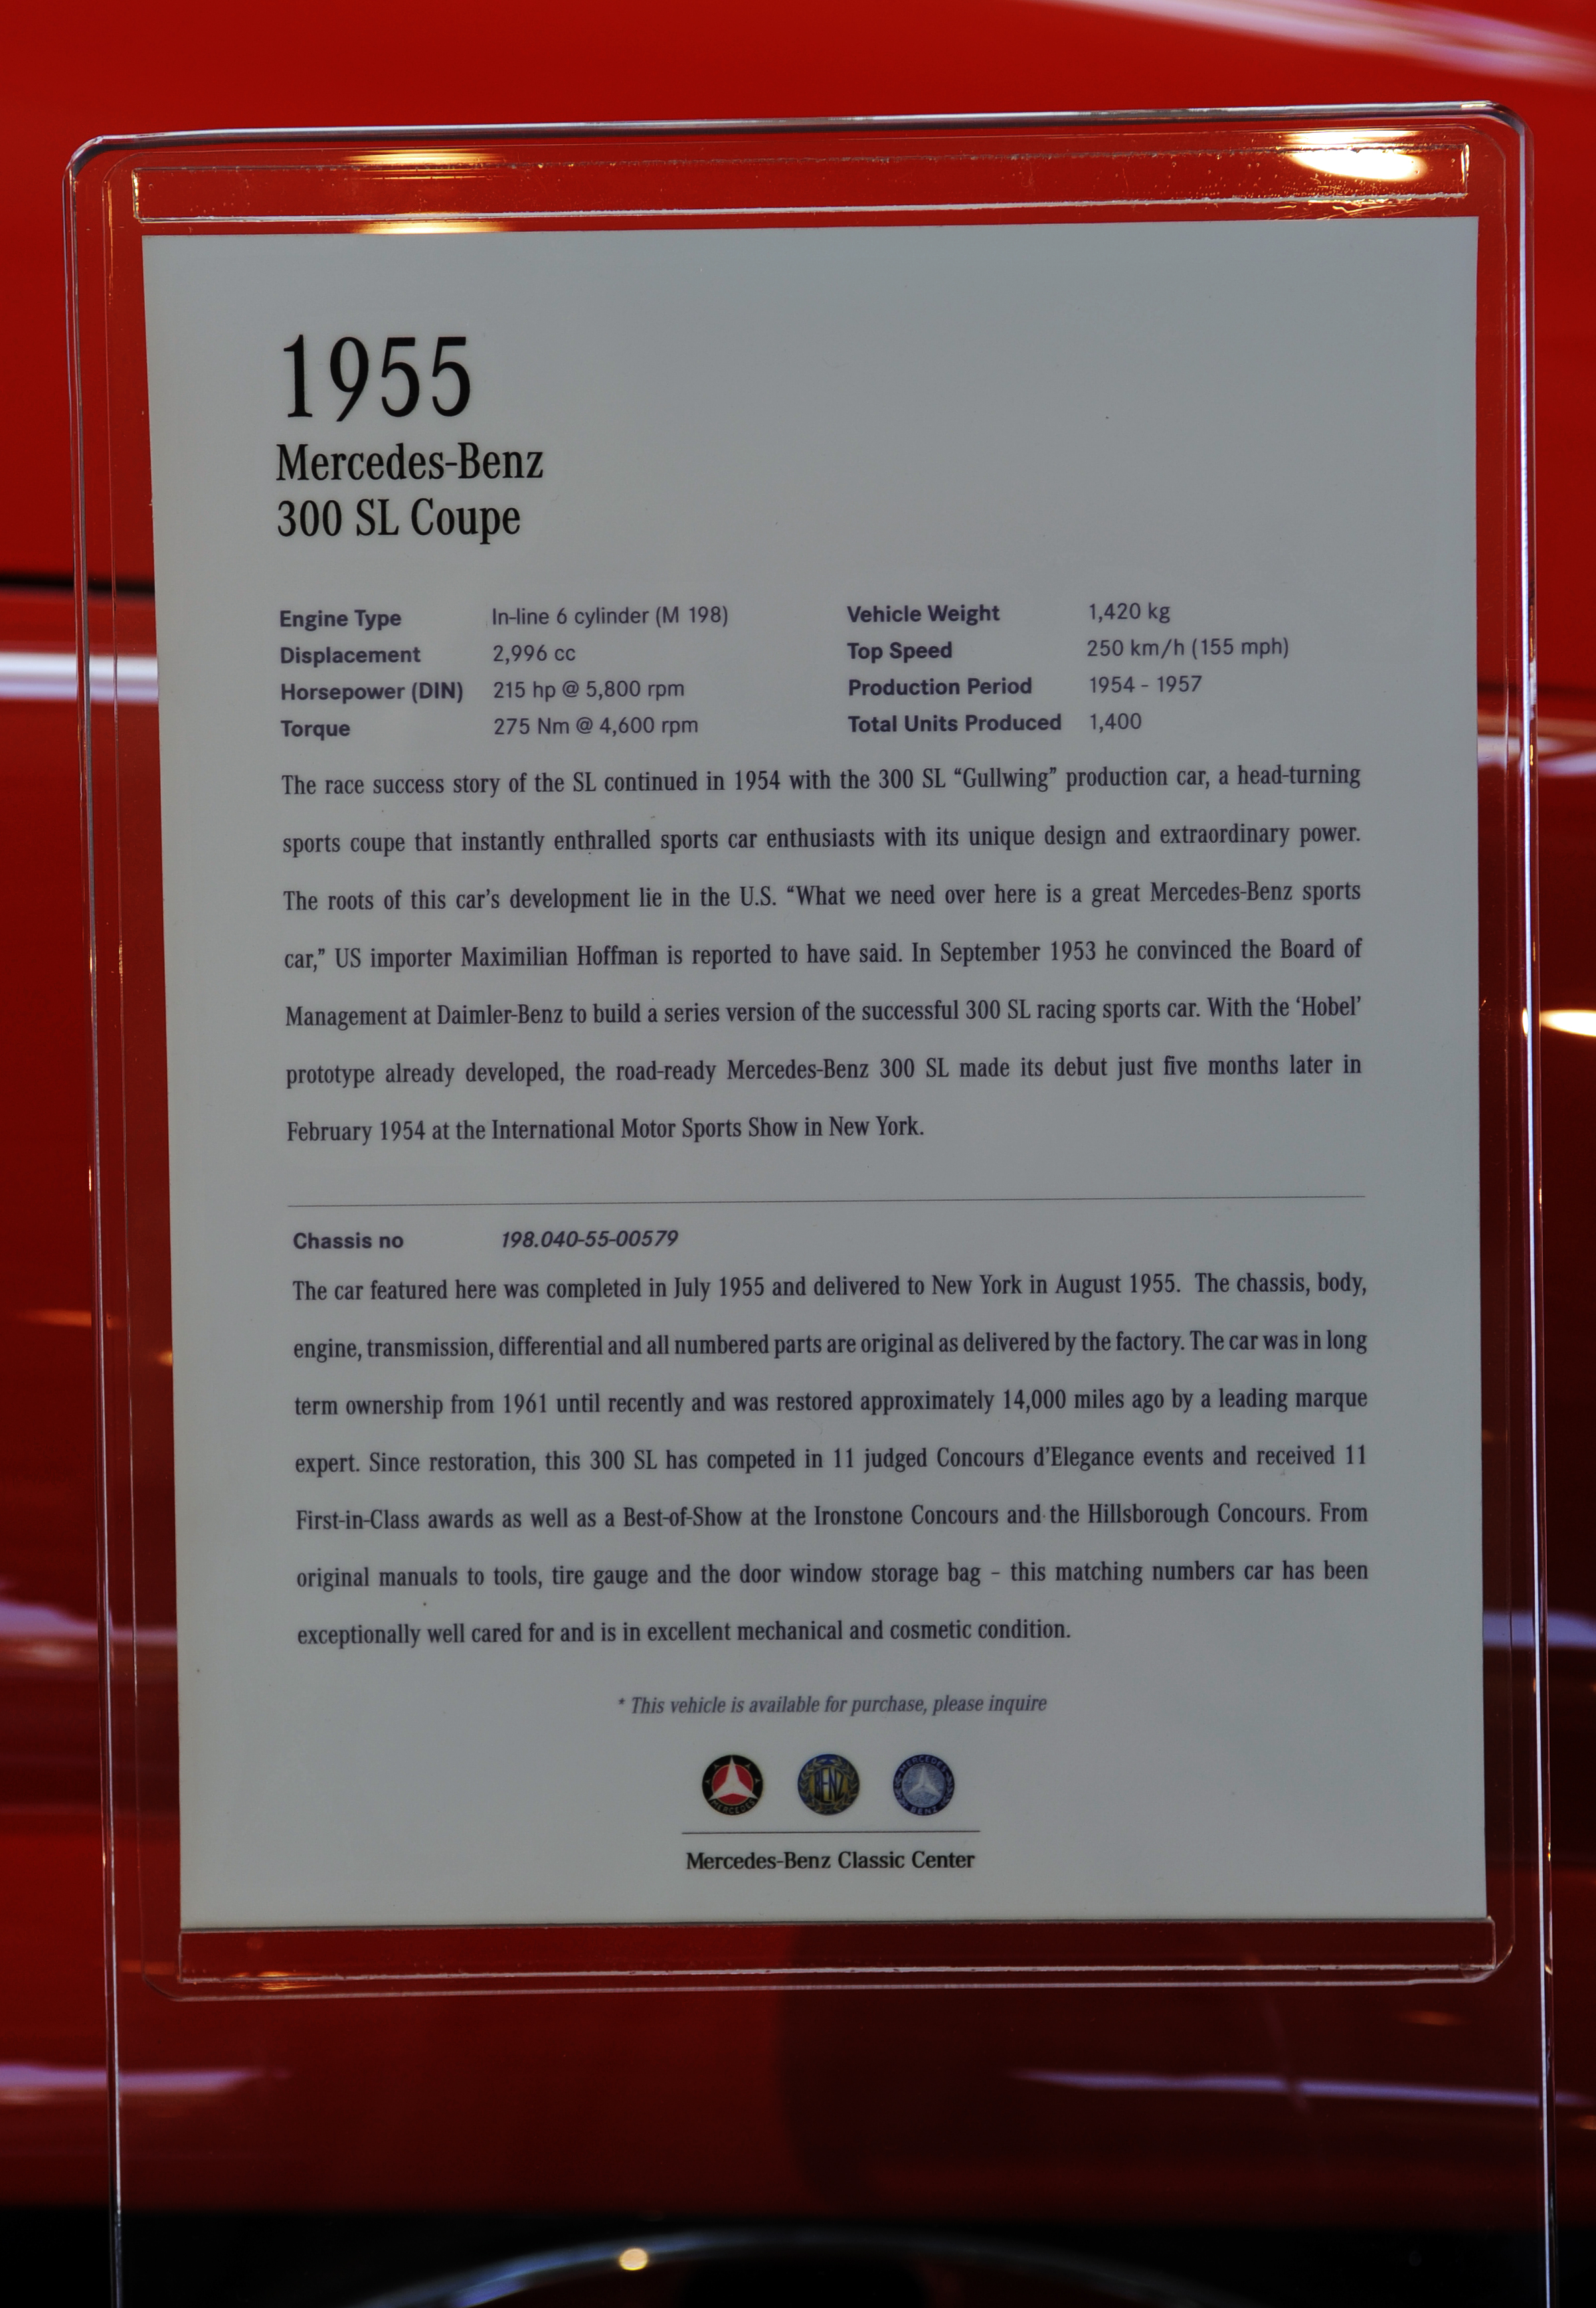 1955
Mercedes-Benz
300 SL Coupe
Engine Type In-line 6 cylinder (M 198)
Displacement 2,996 cc
Horsepower (DIN) 215 hp @ 5,800 rpm
Torque 275 Nm @ 4,600 rpm
Vehicle Weight 1,420 kg
Top Speed 250 km/h (155 mph)
Production Period 1954 - 1957
Total Units Produced 1,400
The race success story of the SL continued in 1954 with the 300 SL “Gullwing” production car, a head-turning
sports coupe that instantly enthralled sports car enthusiasts with its unique design and extraordinary power.
The roots of this car’s development lie in the U.S. “What we need over here is a great Mercedes-Benz sports
car,” US importer Maximilian Hoffman is reported to have said. In September 1953 he convinced the Board of
Management at Daimler-Benz to build a series version of the successful 300 SL racing sports car. With the ‘Hobel’
prototype already developed, the road-ready Mercedes-Benz 300 SL made its debut just five months later in
February 1954 at the International Motor Sports Show in New York.
Chassis no 198.040-55-00579
The car featured here was completed in July 1955 and delivered to New York in August 1955. The chassis, body,
engine, transmission, differential and all numbered parts are original as delivered by the factory. The car was in long
term ownership from 1961 until recently and was restored approximately 14,000 miles ago by a leading marque
expert. Since restoration, this 300 SL has competed in 11 judged Concours d’Elegance events and received 11
First-in-Class awards as well as a Best-of-Show at the Ironstone Concours and the Hillsborough Concours. From
original manuals to tools, tire gauge and the door window storage bag – this matching numbers car has been
exceptionally well cared for and is in excellent mechanical and cosmetic condition.
* This vehicle is available for purchase, please inquire
MERCEDES
BENZ
MERCEDES BENZ
Mercedes-Benz Classic Center